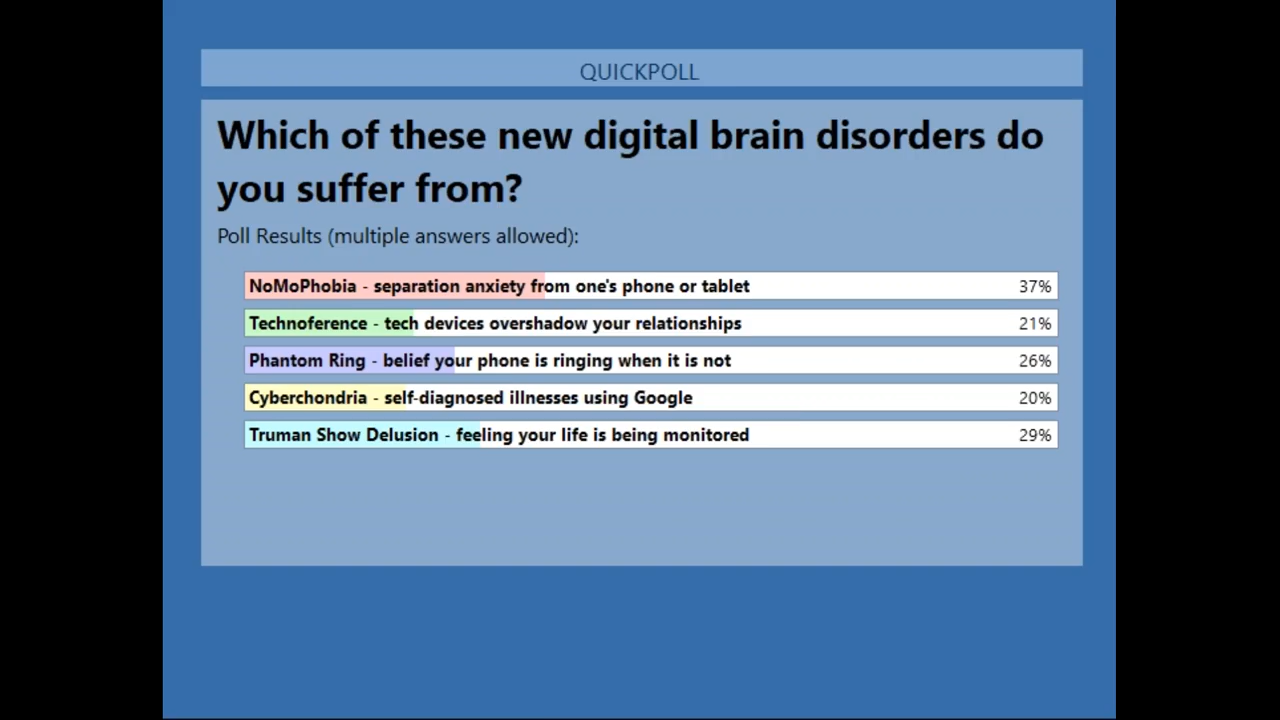 QUICKPOLL
Which of these new digital brain disorders do
you suffer from?
Poll Results (multiple answers allowed):
NoMoPhobia - separation anxiety from one's phone or tablet 37%
Technoference - tech devices overshadow your relationships 21%
Phantom Ring - belief your phone is ringing when it is not 26%
Cyberchondria - self-diagnosed illnesses using Google 20%
Truman Show Delusion - feeling your life is being monitored 29%